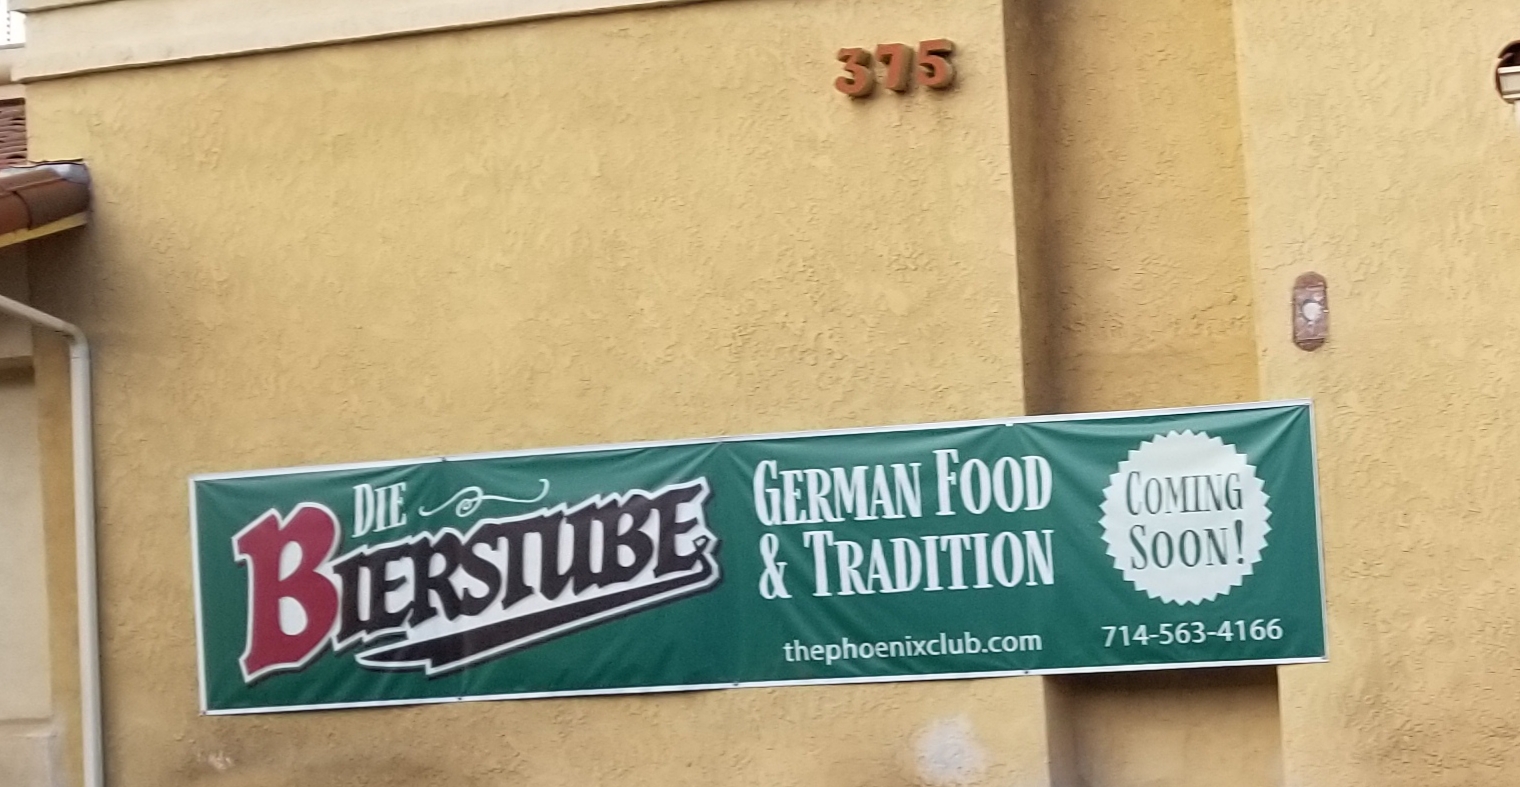 375
DIE
BIERSTUBE
GERMAN FOOD
& TRADITION
thephoenixclub.com
COMING
SOON!
714-563-4166